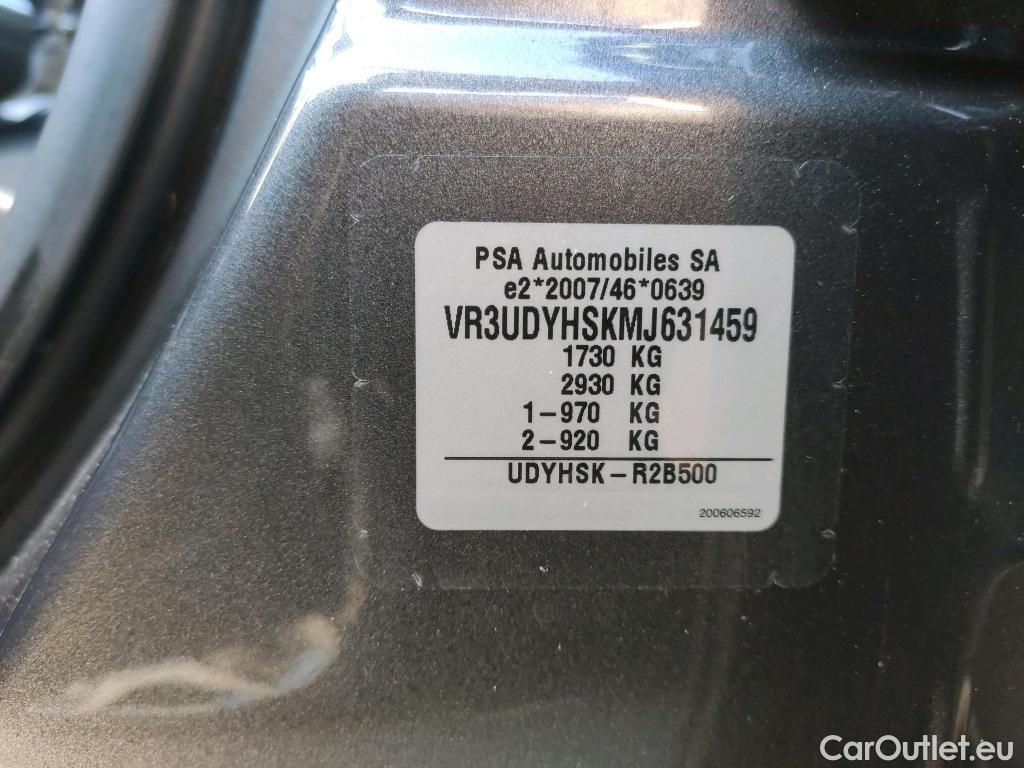 PSA Automobiles SA
e2*2007/46*0639
VR3UDYHSKMJ631459
1730 KG
2930 KG
1-970 KG
2-920 KG
UDYHSK-R2B500
200606592
CarOutlet.eu